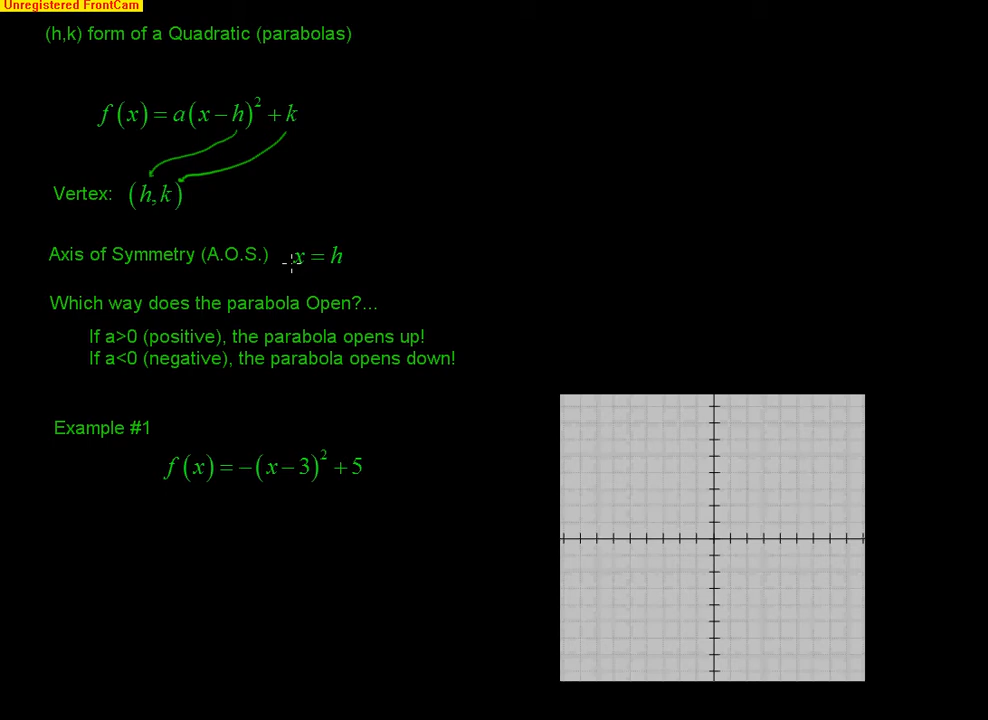 Unregistered FrontCam
(h,k) form of a Quadratic (parabolas)
f(x)=a(x−h)²+k
Vertex: (h,k)
Axis of Symmetry (A.O.S.) x=h
Which way does the parabola Open?...
If a>0 (positive), the parabola opens up!
If a<0 (negative), the parabola opens down!
Example #1
f(x)=−(x−3)²+5